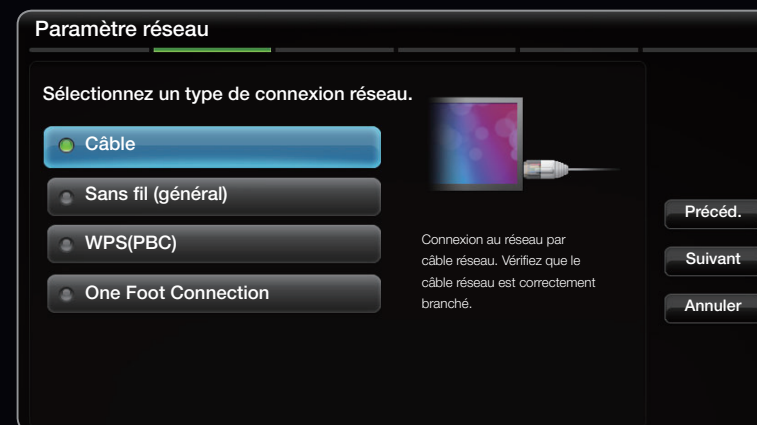 Paramètre réseau
Sélectionnez un type de connexion réseau.
Câble
Sans fil (général)
WPS(PBC)
One Foot Connection
Connexion au réseau par
câble réseau. Vérifiez que le
câble réseau est correctement
branché.
Précéd.
Suivant
Annuler